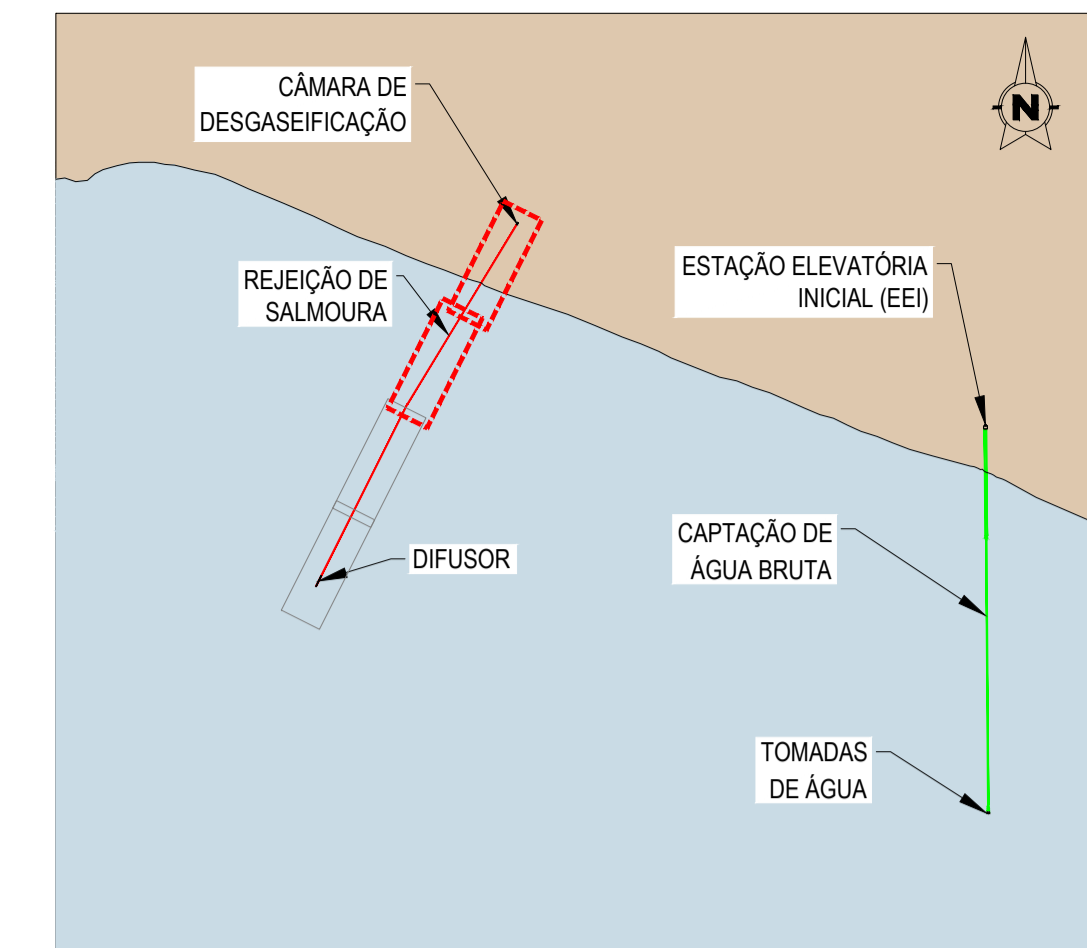 CÂMARA DE
DESGASEIFICAÇÃO
N
REJEIÇÃO DE
SALMOURA
ESTAÇÃO ELEVATÓRIA
INICIAL (EEI)
DIFUSOR
CAPTAÇÃO DE
ÁGUA BRUTA
TOMADAS
DE ÁGUA